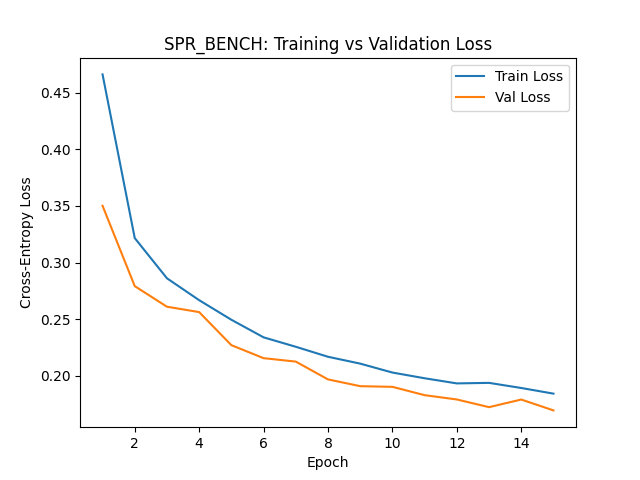 SPR_BENCH: Training vs Validation Loss
Train Loss
Val Loss
Cross-Entropy Loss
0.45
0.40
0.35
0.30
0.25
0.20
2 4 6 8 10 12 14
Epoch